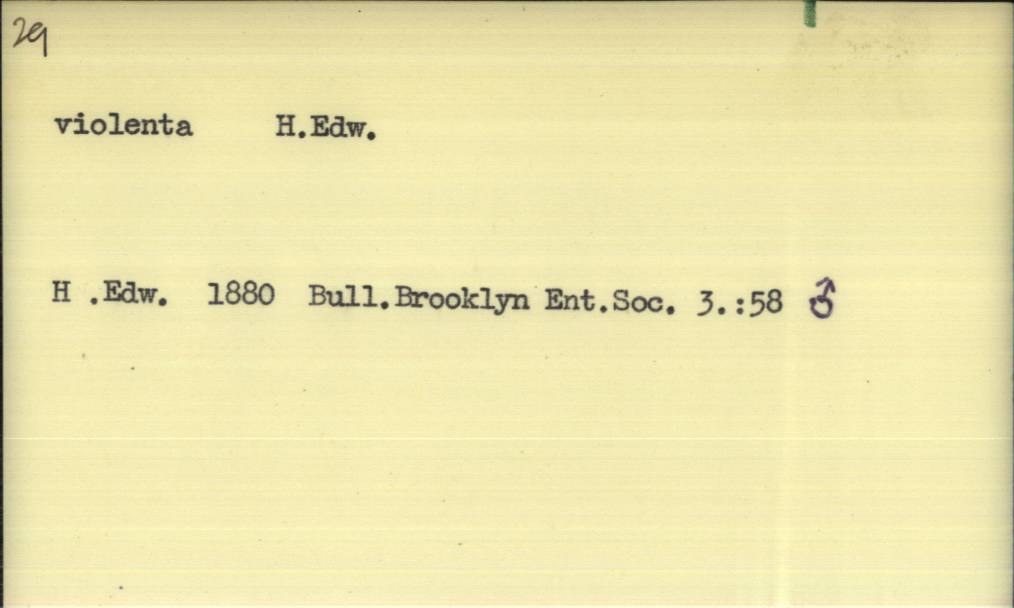 29
violenta H.Edw.
H .Edw. 1880 Bull.Brooklyn Ent.Soc. 3.:58 ♂